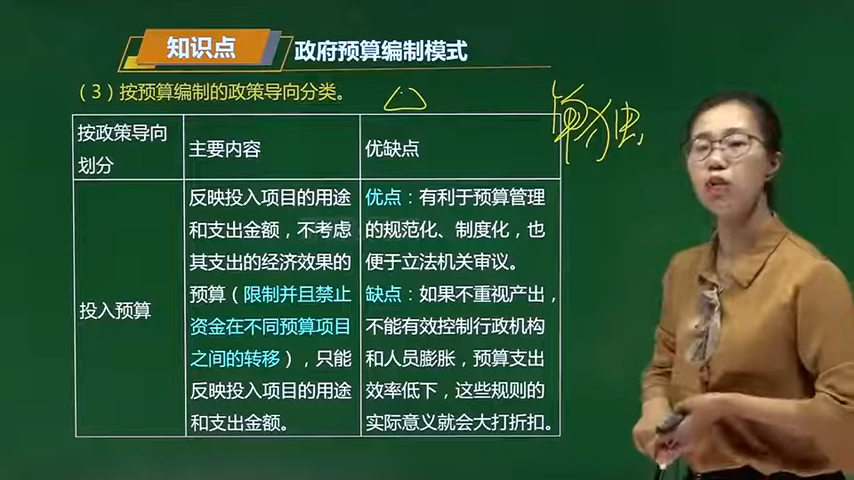 知识点 政府预算编制模式
（3）按预算编制的政策导向分类。
单独
按政策导向
划分
主要内容
优缺点
投入预算
反映投入项目的用途
和支出金额，不考虑
其支出的经济效果的
预算（限制并且禁止
资金在不同预算项目
之间的转移），只能
反映投入项目的用途
和支出金额。
优点：有利于预算管理
的规范化、制度化，也
便于立法机关审议。
缺点：如果不重视产出，
不能有效控制行政机构
和人员膨胀，预算支出
效率低下，这些规则的
实际意义就会大打折扣。